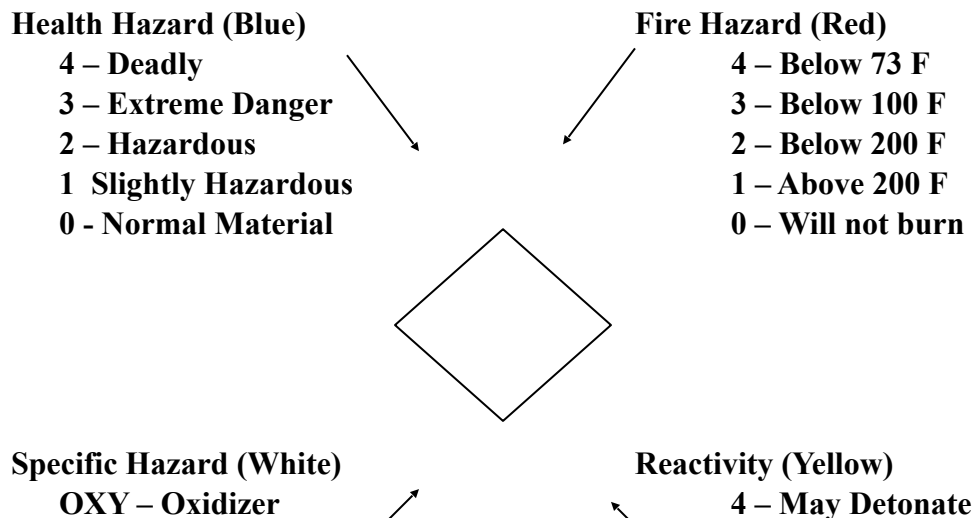 Health Hazard (Blue)
4 – Deadly
3 – Extreme Danger
2 – Hazardous
1 Slightly Hazardous
0 - Normal Material
Fire Hazard (Red)
4 – Below 73 F
3 – Below 100 F
2 – Below 200 F
1 – Above 200 F
0 – Will not burn
Specific Hazard (White)
OXY – Oxidizer
Reactivity (Yellow)
4 – May Detonate